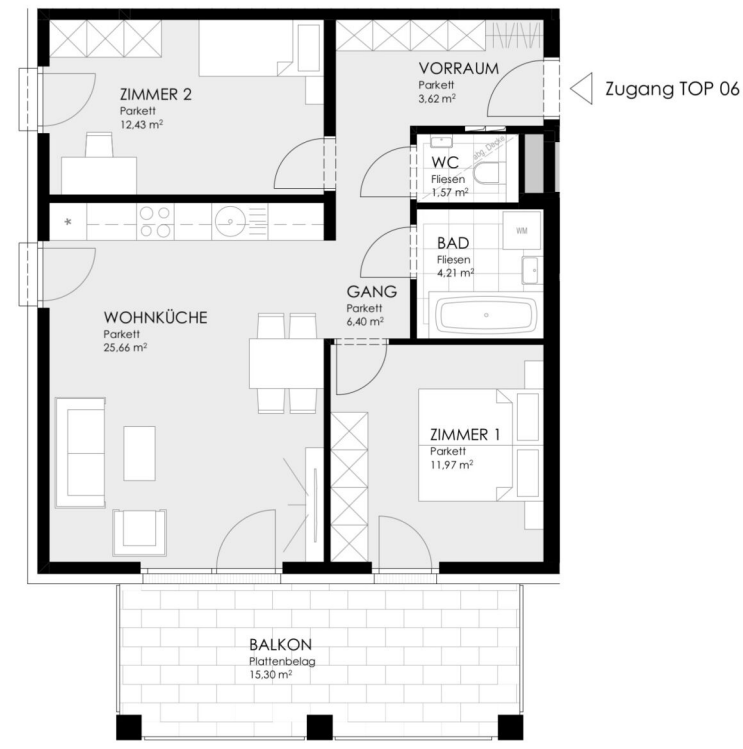 VORRAUM
Parkett
3,62 m²
Zugang TOP 06
ZIMMER 2
Parkett
12,43 m²
WC
Fliesen
1,57 m²
abg. Decke
BAD
Fliesen
4,21 m²
WM
GANG
Parkett
6,40 m²
WOHNKÜCHE
Parkett
25,66 m²
ZIMMER 1
Parkett
11,97 m²
BALKON
Plattenbelag
15,30 m²